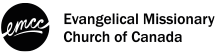 emcc
Evangelical Missionary
Church of Canada